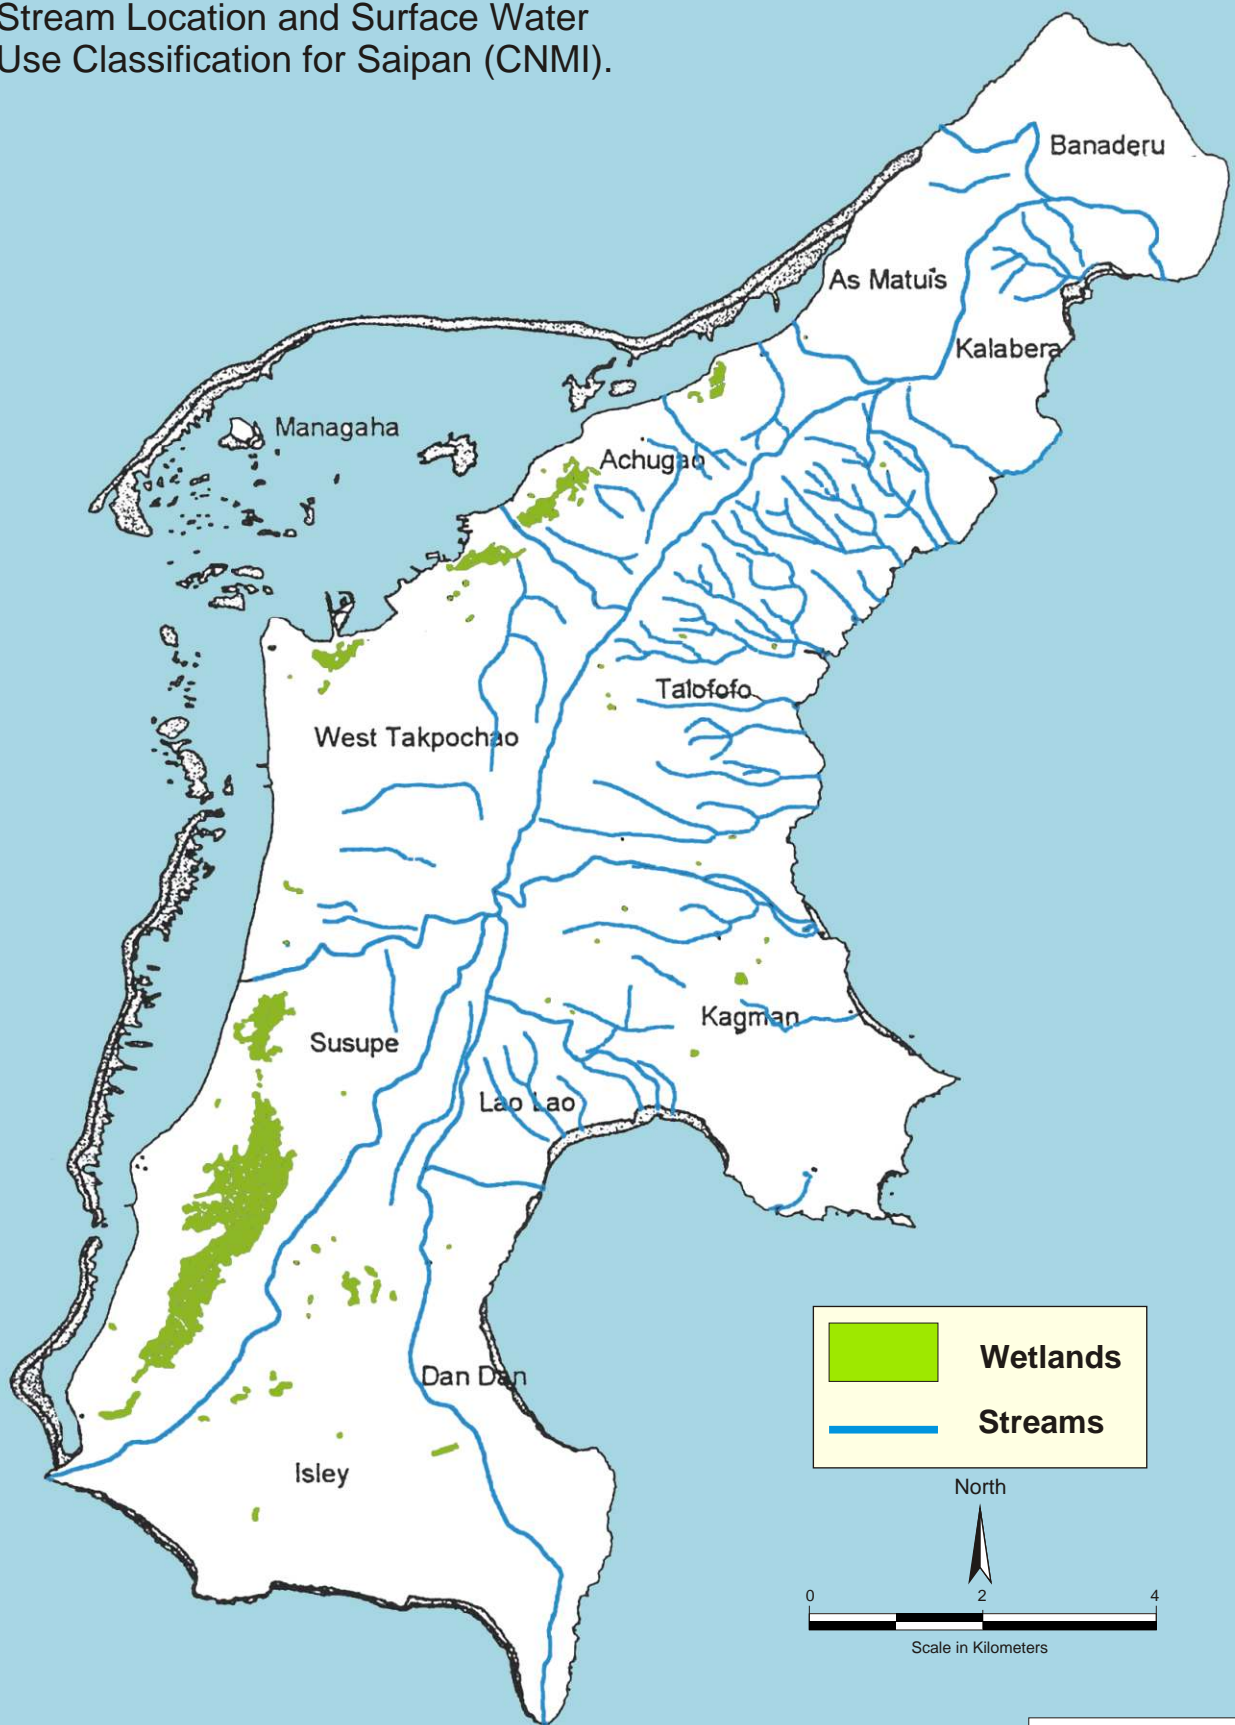 Stream Location and Surface Water
Use Classification for Saipan (CNMI).
Banaderu
As Matuis
Kalabera
Managaha
Achugao
Talofofo
West Takpochao
Kagman
Susupe
Lao Lao
Dan Dan
Isley
Wetlands
Streams
North
0 2 4
Scale in Kilometers